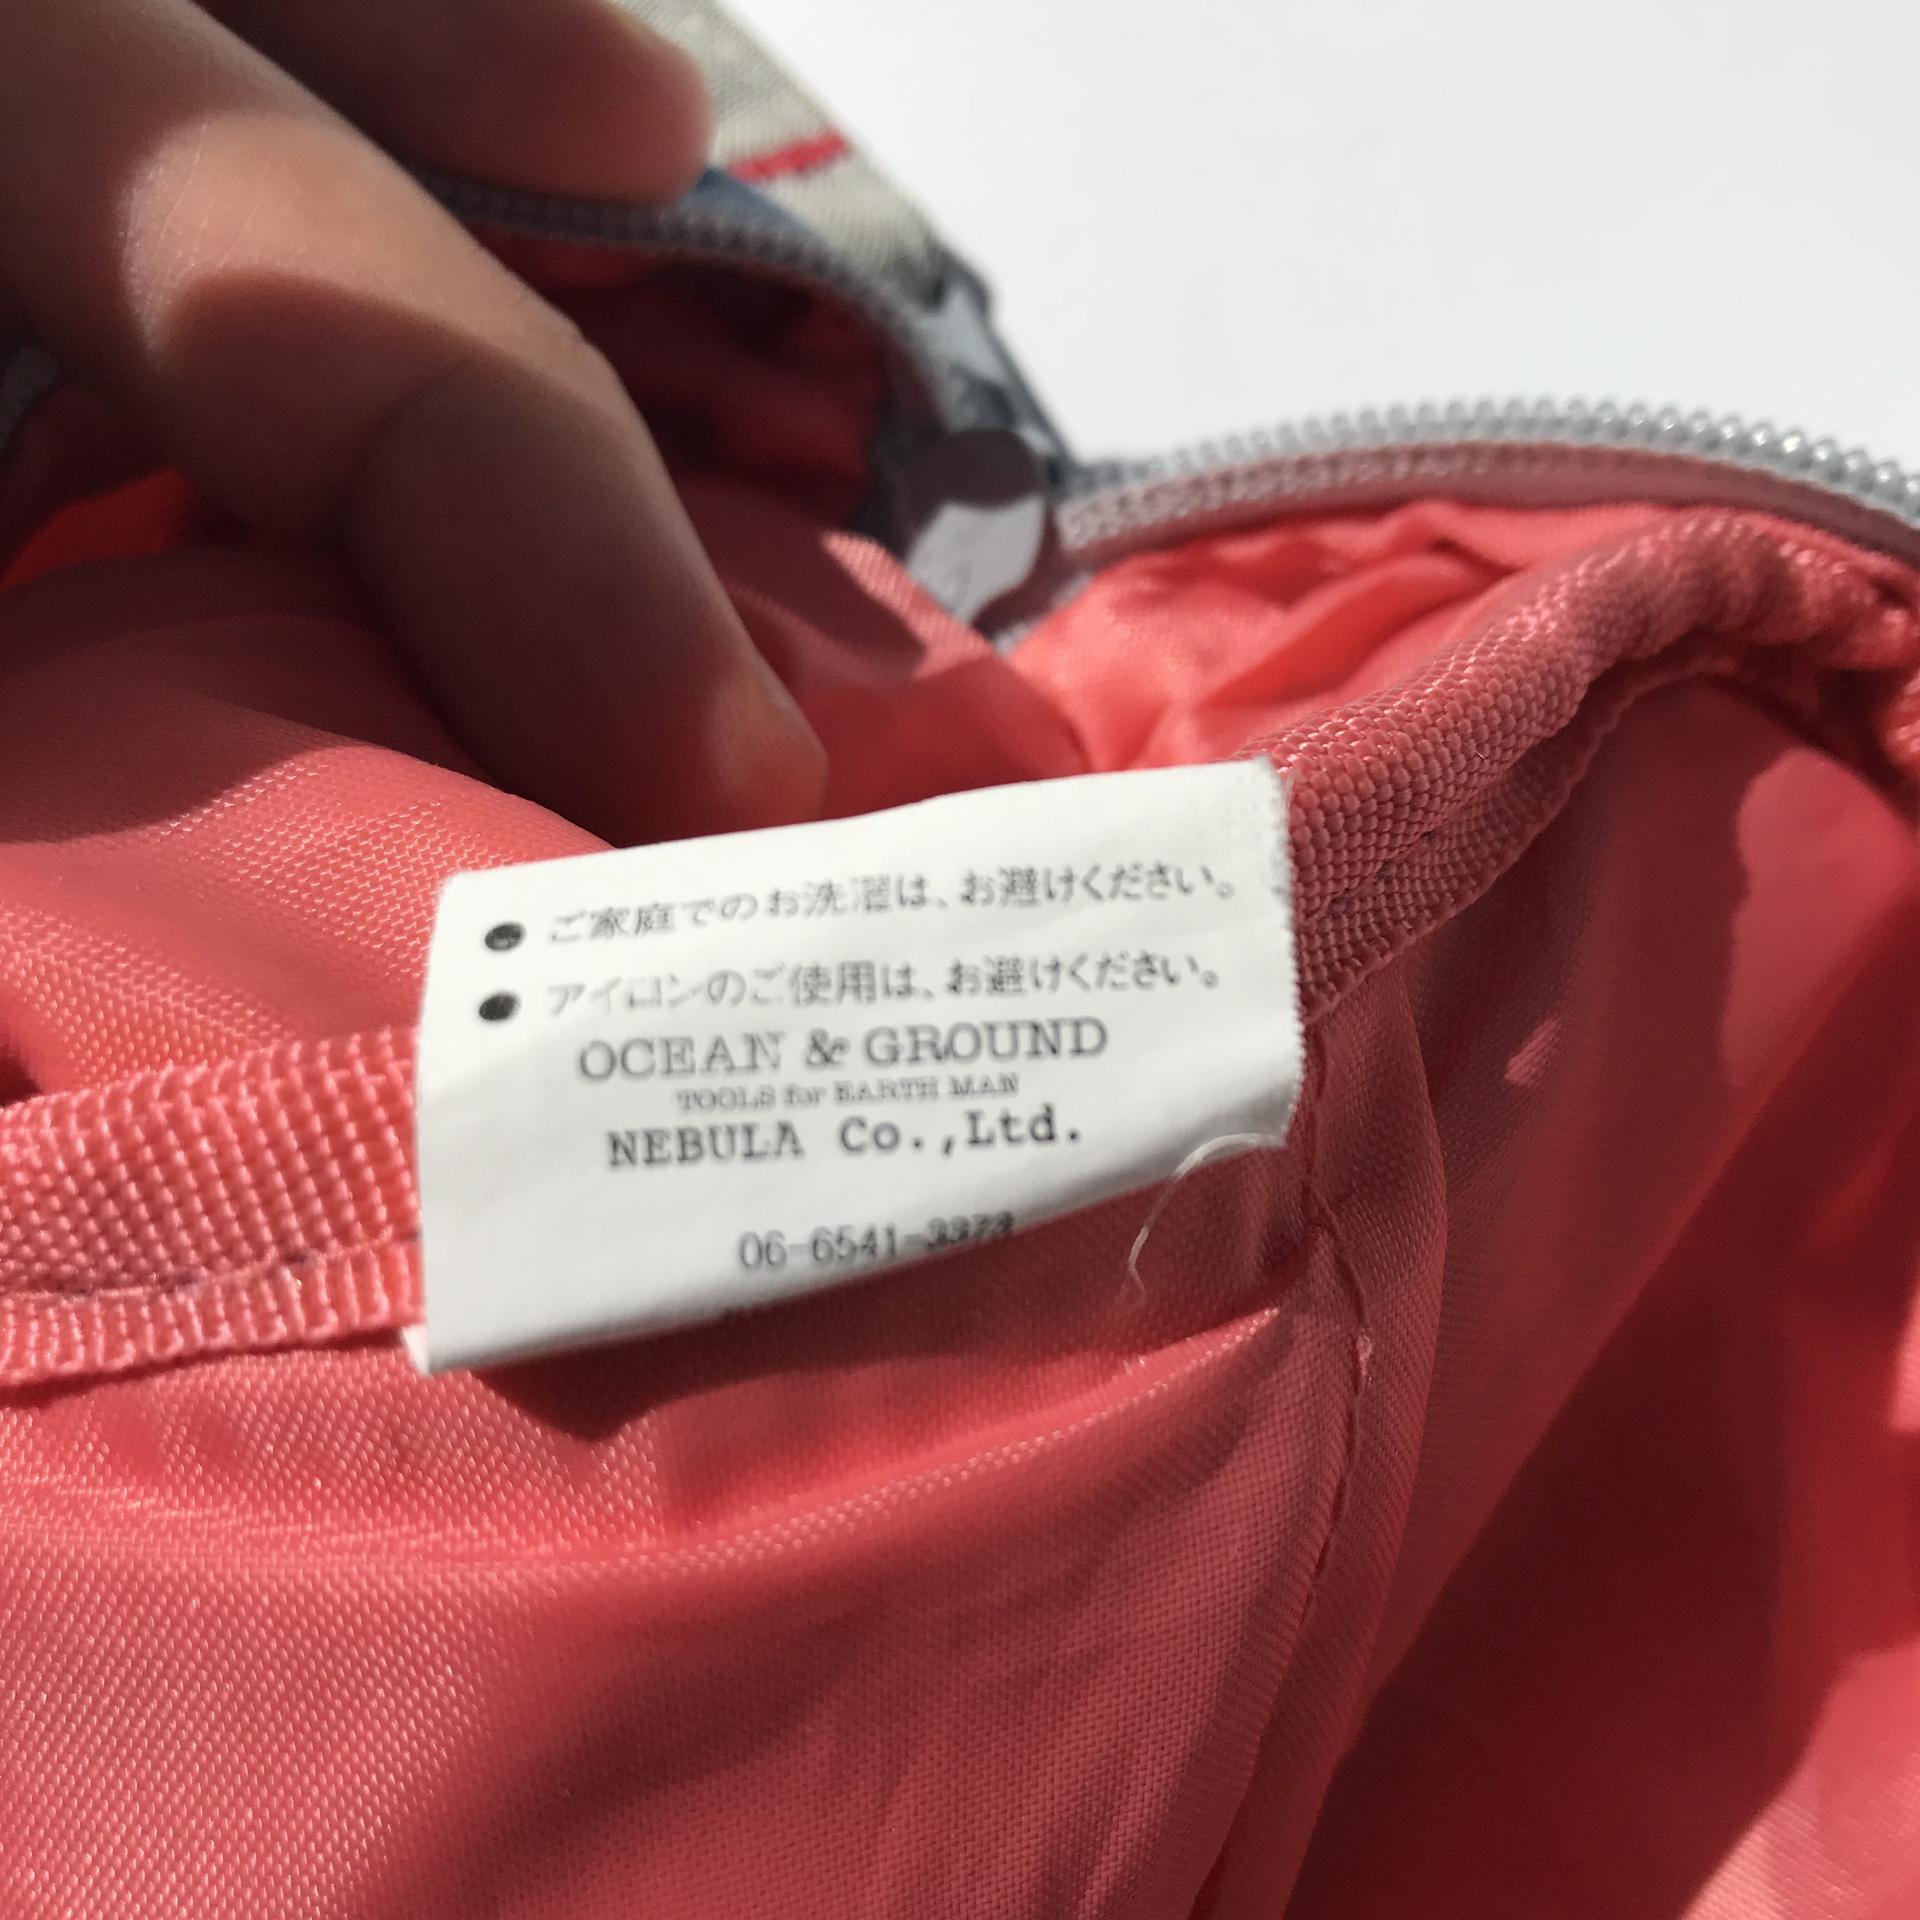 ● ご家庭でのお洗濯は、お避けください。
● アイロンのご使用は、お避けください。
OCEAN & GROUND
TOOLS for EARTH MAN
NEBULA Co.,Ltd.
06-6541-3373